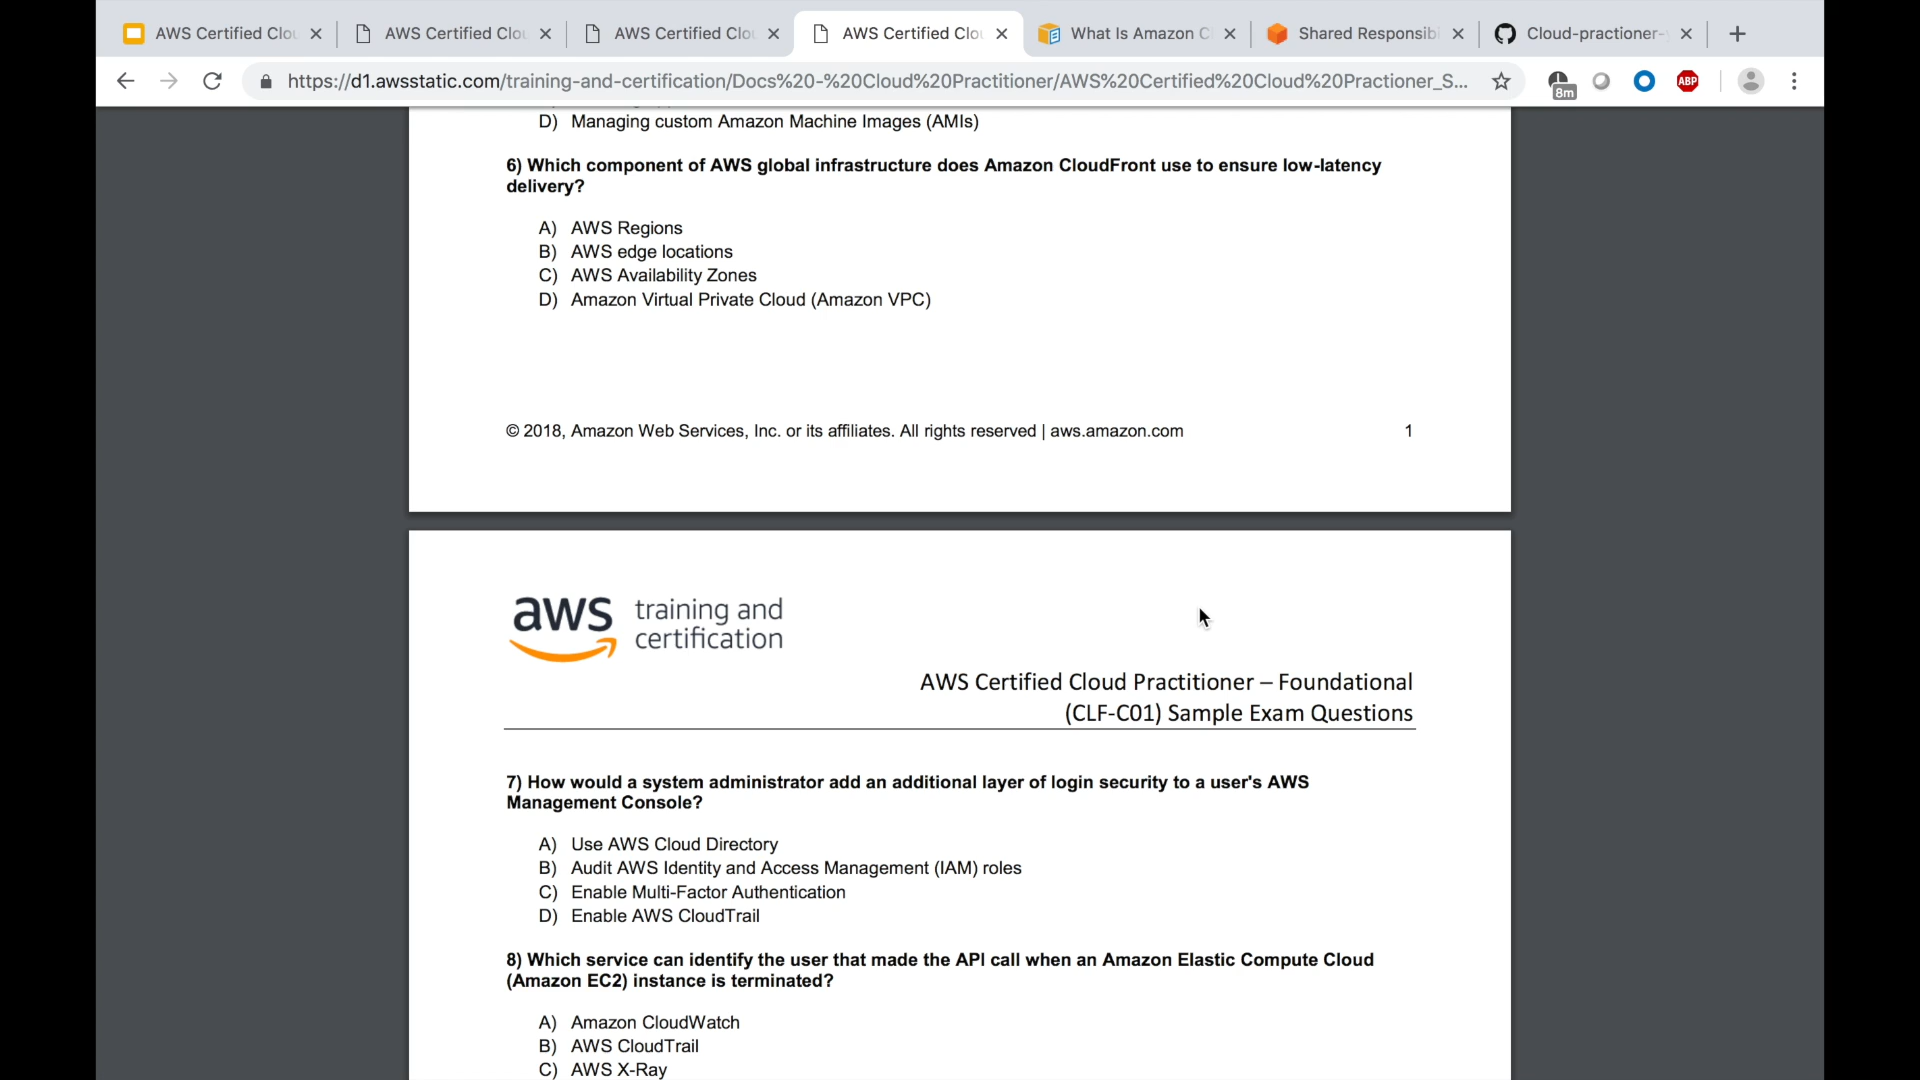 AWS Certified Clou
AWS Certified Clou
AWS Certified Clou
AWS Certified Clou
What Is Amazon C
Shared Responsibi
Cloud-practioner-
https://d1.awsstatic.com/training-and-certification/Docs%20-%20Cloud%20Practitioner/AWS%20Certified%20Cloud%20Practioner_S...
8m
ABP
D) Managing custom Amazon Machine Images (AMIs)
6) Which component of AWS global infrastructure does Amazon CloudFront use to ensure low-latency
delivery?
A) AWS Regions
B) AWS edge locations
C) AWS Availability Zones
D) Amazon Virtual Private Cloud (Amazon VPC)
© 2018, Amazon Web Services, Inc. or its affiliates. All rights reserved | aws.amazon.com 1
aws training and
certification
AWS Certified Cloud Practitioner – Foundational
(CLF-C01) Sample Exam Questions
7) How would a system administrator add an additional layer of login security to a user's AWS
Management Console?
A) Use AWS Cloud Directory
B) Audit AWS Identity and Access Management (IAM) roles
C) Enable Multi-Factor Authentication
D) Enable AWS CloudTrail
8) Which service can identify the user that made the API call when an Amazon Elastic Compute Cloud
(Amazon EC2) instance is terminated?
A) Amazon CloudWatch
B) AWS CloudTrail
C) AWS X-Ray